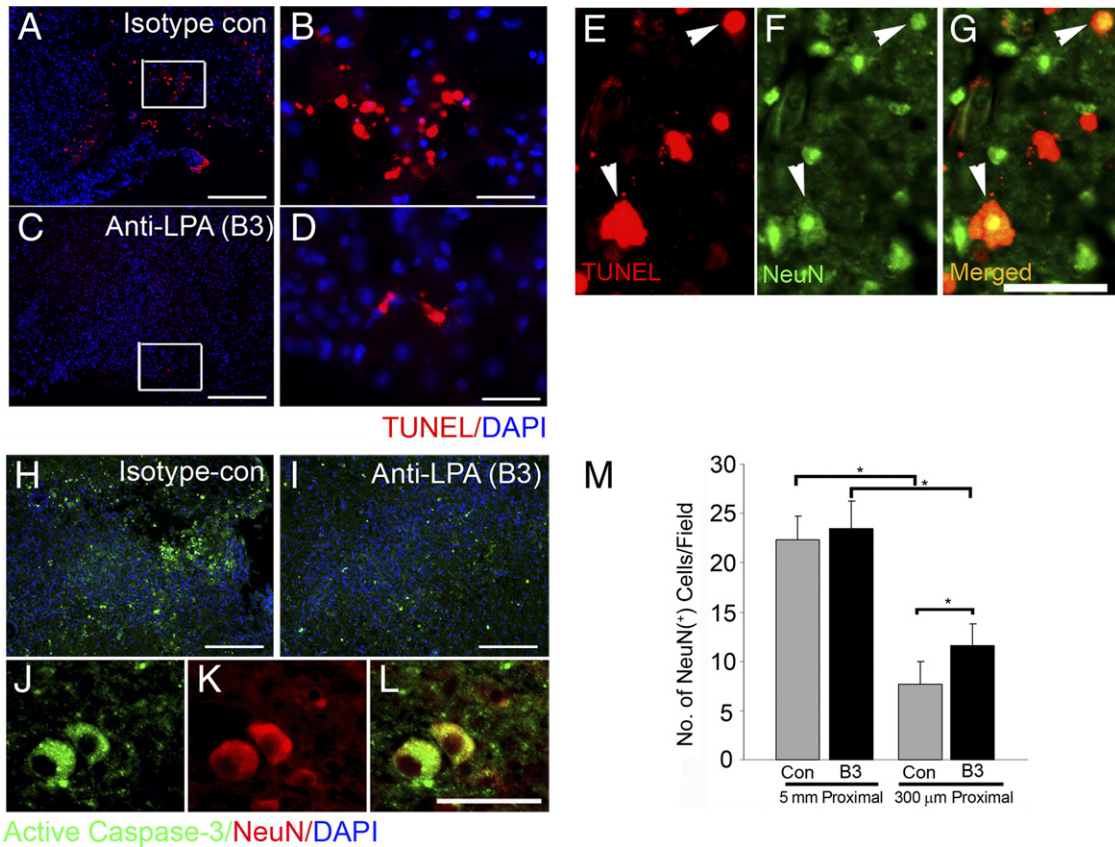 A Isotype con
B
C Anti-LPA (B3)
D
TUNEL/DAPI
E
TUNEL
F
NeuN
G
Merged
H Isotype-con
I Anti-LPA (B3)
J
K
L
Active Caspase-3/NeuN/DAPI
M
No. of NeuN(+) Cells/Field
30
25
20
15
10
5
0
*
*
*
Con B3 Con B3
5 mm Proximal 300 μm Proximal